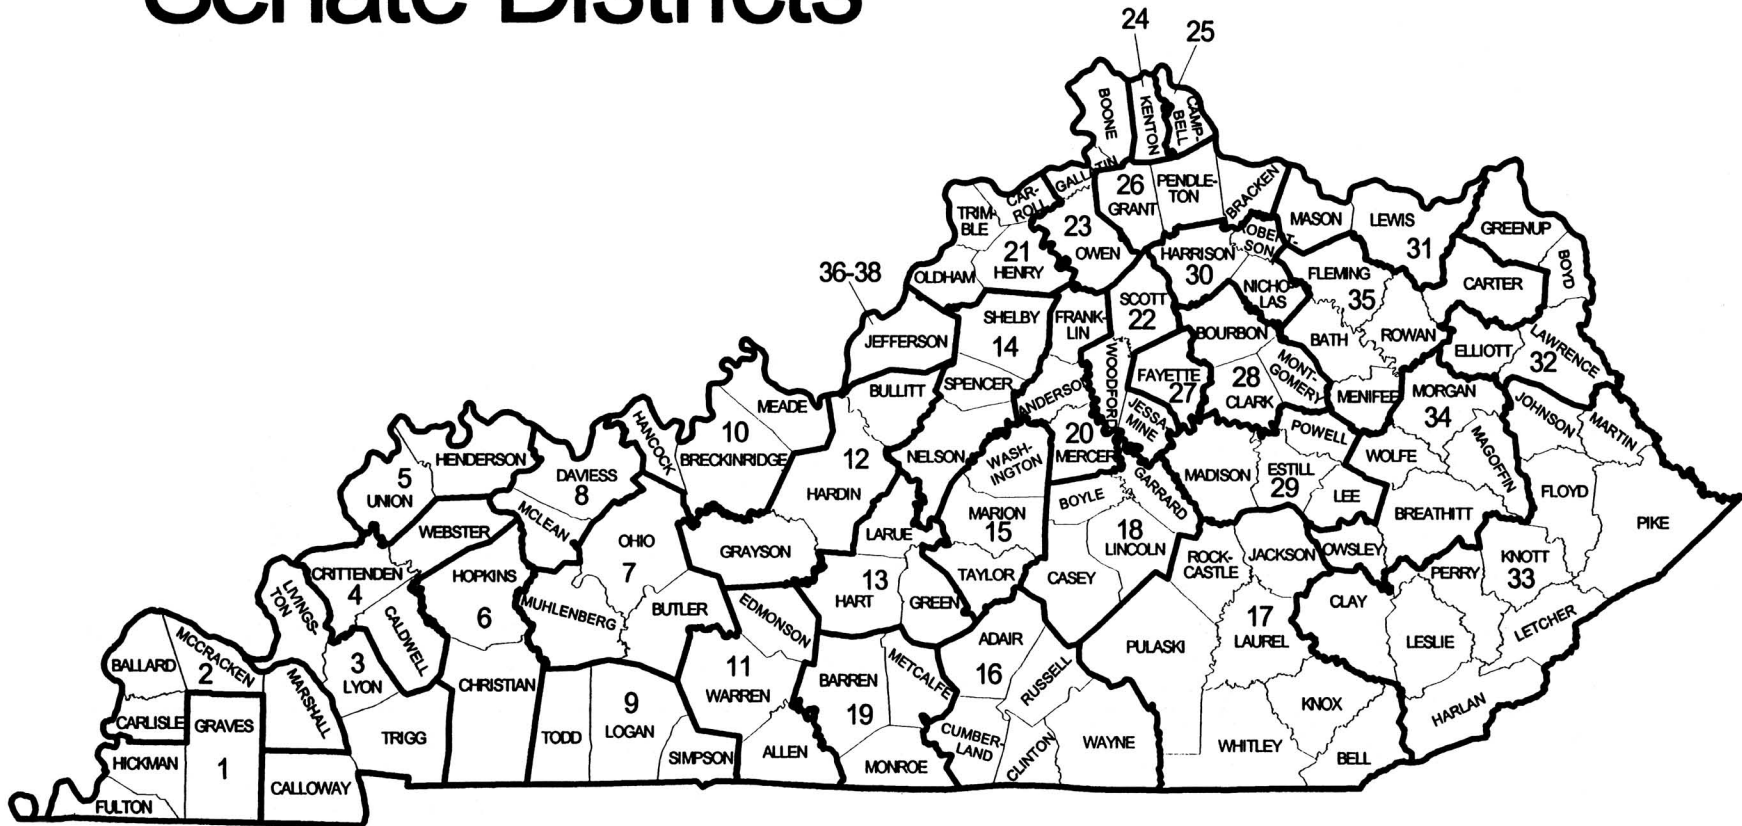 Senate Districts
24
25
BOONE
KENTON
CAMP-
BELL
GALLATIN
26
GRANT
PENDLE-
TON
BRACKEN
MASON
LEWIS
31
GREENUP
BOYD
CARTER
TRIM-
BLE
CAR-
ROLL
23
OWEN
21
HENRY
OLDHAM
HARRISON
30
ROBERT-
SON
NICHO-
LAS
FLEMING
35
BATH
ROWAN
ELLIOTT
LAWRENCE
32
36-38
JEFFERSON
SHELBY
14
SPENCER
FRANK-
LIN
SCOTT
22
WOODFORD
BOURBON
FAYETTE
27
28
CLARK
MONT-
GOMERY
MENIFEE
MORGAN
34
JOHNSON
MARTIN
MAGOFFIN
WOLFE
BREATHITT
FLOYD
PIKE
BULLITT
ANDERSON
JESSA-
MINE
20
MERCER
GARRARD
MADISON
POWELL
ESTILL
29
LEE
OWSLEY
MEADE
10
BRECKINRIDGE
HANCOCK
12
HARDIN
NELSON
WASH-
INGTON
MARION
15
TAYLOR
BOYLE
18
LINCOLN
CASEY
ROCK-
CASTLE
JACKSON
CLAY
PERRY
KNOTT
33
LESLIE
LETCHER
HARLAN
HENDERSON
5
UNION
DAVIESS
8
MCLEAN
WEBSTER
OHIO
7
GRAYSON
LARUE
13
HART
GREEN
CRITTENDEN
4
LIVINGS-
TON
CALDWELL
HOPKINS
6
MUHLENBERG
BUTLER
EDMONSON
ADAIR
16
RUSSELL
PULASKI
17
LAUREL
KNOX
WHITLEY
BELL
BALLARD
MCCRACKEN
2
MARSHALL
3
LYON
TRIGG
CHRISTIAN
TODD
9
LOGAN
SIMPSON
11
WARREN
ALLEN
BARREN
METCALFE
19
MONROE
CUMBER-
LAND
CLINTON
WAYNE
CARLISLE
GRAVES
1
HICKMAN
FULTON
CALLOWAY